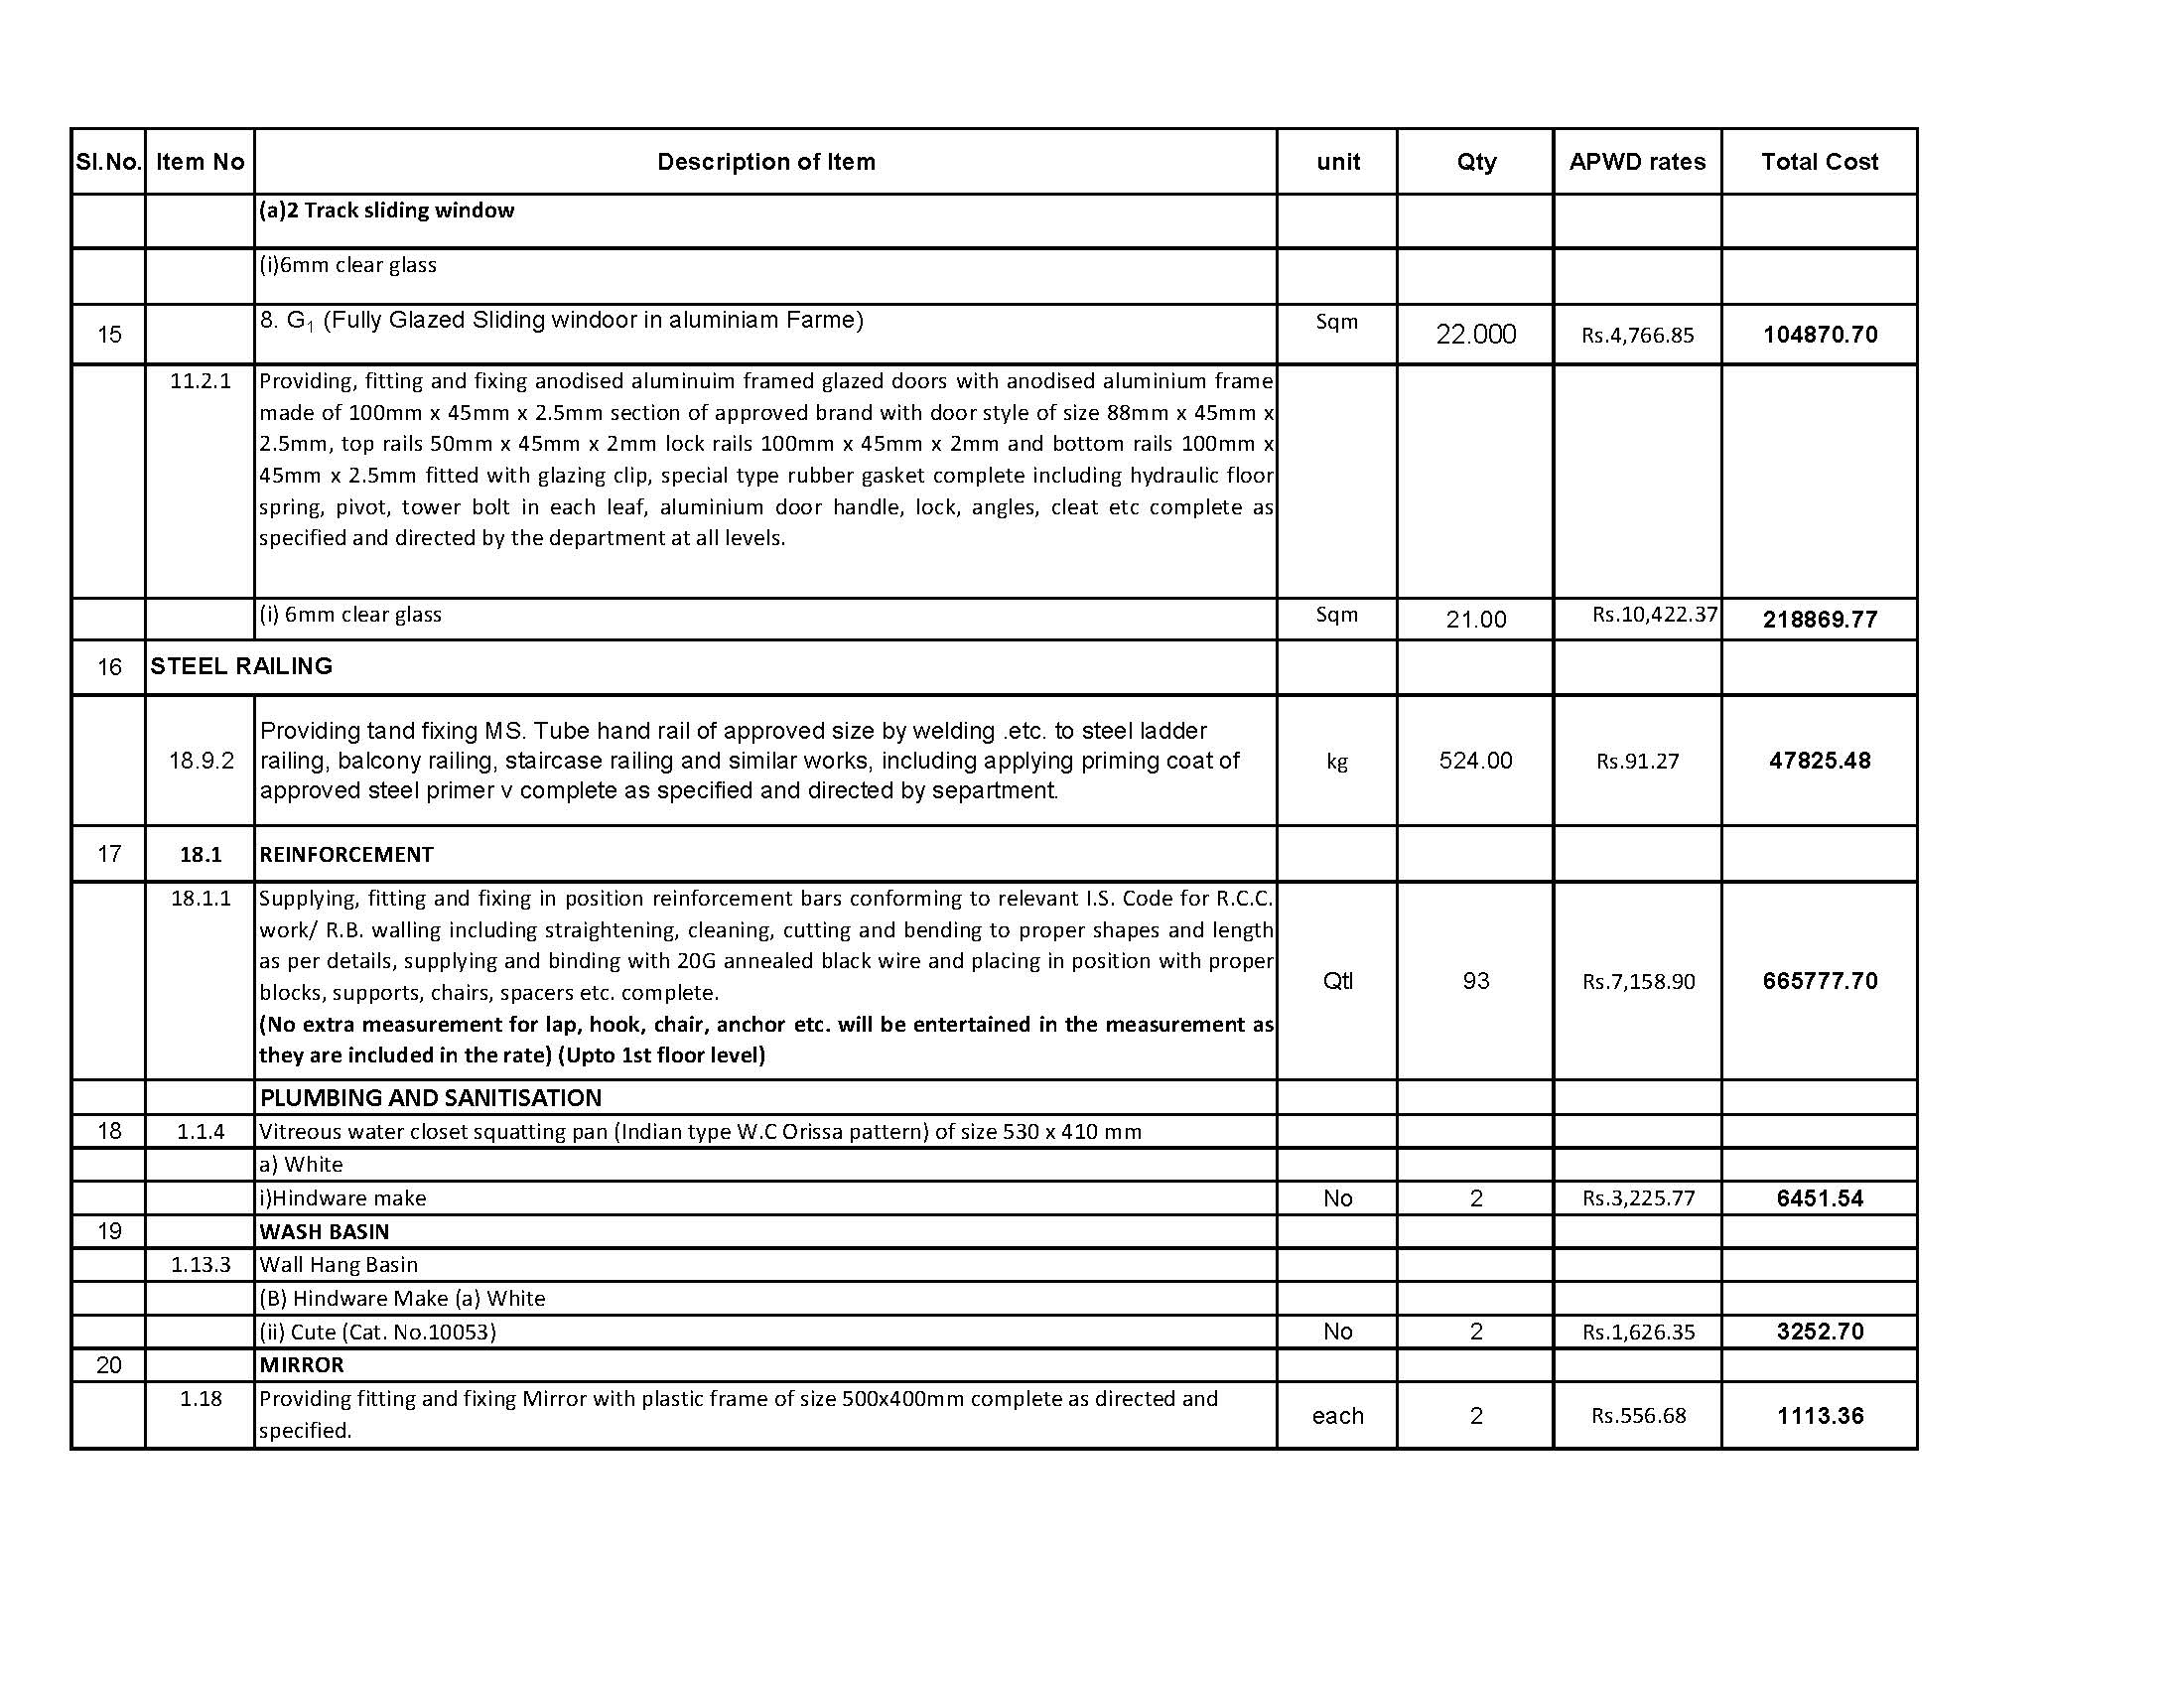 Sl.No. Item No Description of Item unit Qty APWD rates Total Cost
(a)2 Track sliding window
(i)6mm clear glass
15 8. G1 (Fully Glazed Sliding windoor in aluminiam Farme) Sqm 22.000 Rs.4,766.85 104870.70
11.2.1 Providing, fitting and fixing anodised aluminuim framed glazed doors with anodised aluminium frame
made of 100mm x 45mm x 2.5mm section of approved brand with door style of size 88mm x 45mm x
2.5mm, top rails 50mm x 45mm x 2mm lock rails 100mm x 45mm x 2mm and bottom rails 100mm x
45mm x 2.5mm fitted with glazing clip, special type rubber gasket complete including hydraulic floor
spring, pivot, tower bolt in each leaf, aluminium door handle, lock, angles, cleat etc complete as
specified and directed by the department at all levels.
(i) 6mm clear glass Sqm 21.00 Rs.10,422.37 218869.77
16 STEEL RAILING
Providing tand fixing MS. Tube hand rail of approved size by welding .etc. to steel ladder
18.9.2 railing, balcony railing, staircase railing and similar works, including applying priming coat of kg 524.00 Rs.91.27 47825.48
approved steel primer v complete as specified and directed by separtment.
17 18.1 REINFORCEMENT
18.1.1 Supplying, fitting and fixing in position reinforcement bars conforming to relevant I.S. Code for R.C.C.
work/ R.B. walling including straightening, cleaning, cutting and bending to proper shapes and length
as per details, supplying and binding with 20G annealed black wire and placing in position with proper
blocks, supports, chairs, spacers etc. complete. Qtl 93 Rs.7,158.90 665777.70
(No extra measurement for lap, hook, chair, anchor etc. will be entertained in the measurement as
they are included in the rate) (Upto 1st floor level)
PLUMBING AND SANITISATION
18 1.1.4 Vitreous water closet squatting pan (Indian type W.C Orissa pattern) of size 530 x 410 mm
a) White
i)Hindware make No 2 Rs.3,225.77 6451.54
19 WASH BASIN
1.13.3 Wall Hang Basin
(B) Hindware Make (a) White
(ii) Cute (Cat. No.10053) No 2 Rs.1,626.35 3252.70
20 MIRROR
1.18 Providing fitting and fixing Mirror with plastic frame of size 500x400mm complete as directed and
specified. each 2 Rs.556.68 1113.36